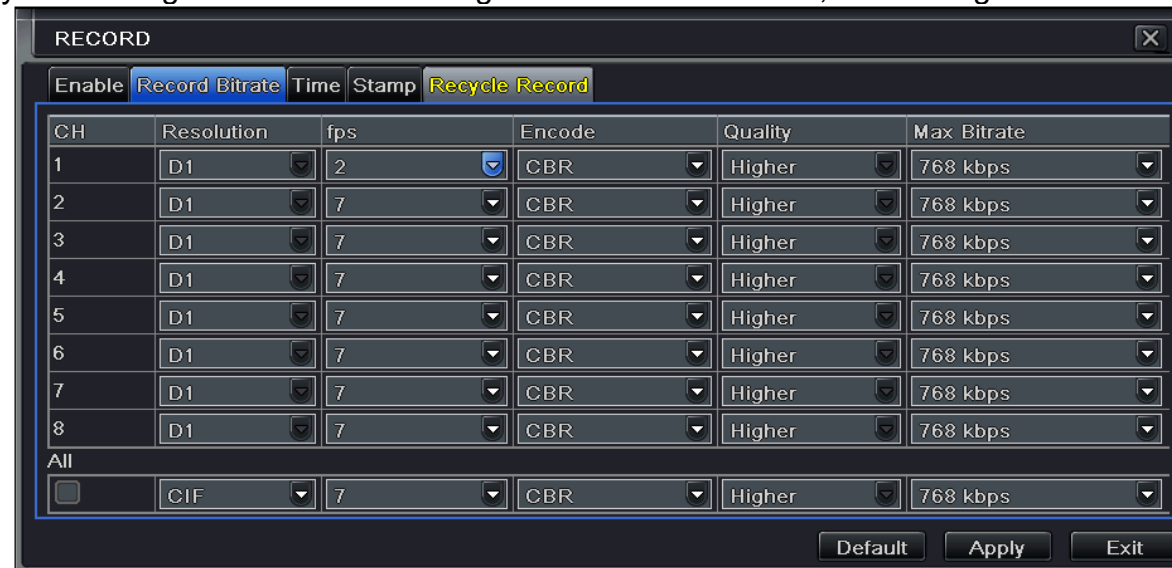 RECORD
Enable Record Bitrate Time Stamp Recycle Record
CH Resolution fps Encode Quality Max Bitrate
1 D1 2 CBR Higher 768 kbps
2 D1 7 CBR Higher 768 kbps
3 D1 7 CBR Higher 768 kbps
4 D1 7 CBR Higher 768 kbps
5 D1 7 CBR Higher 768 kbps
6 D1 7 CBR Higher 768 kbps
7 D1 7 CBR Higher 768 kbps
8 D1 7 CBR Higher 768 kbps
All
CIF 7 CBR Higher 768 kbps
Default Apply Exit